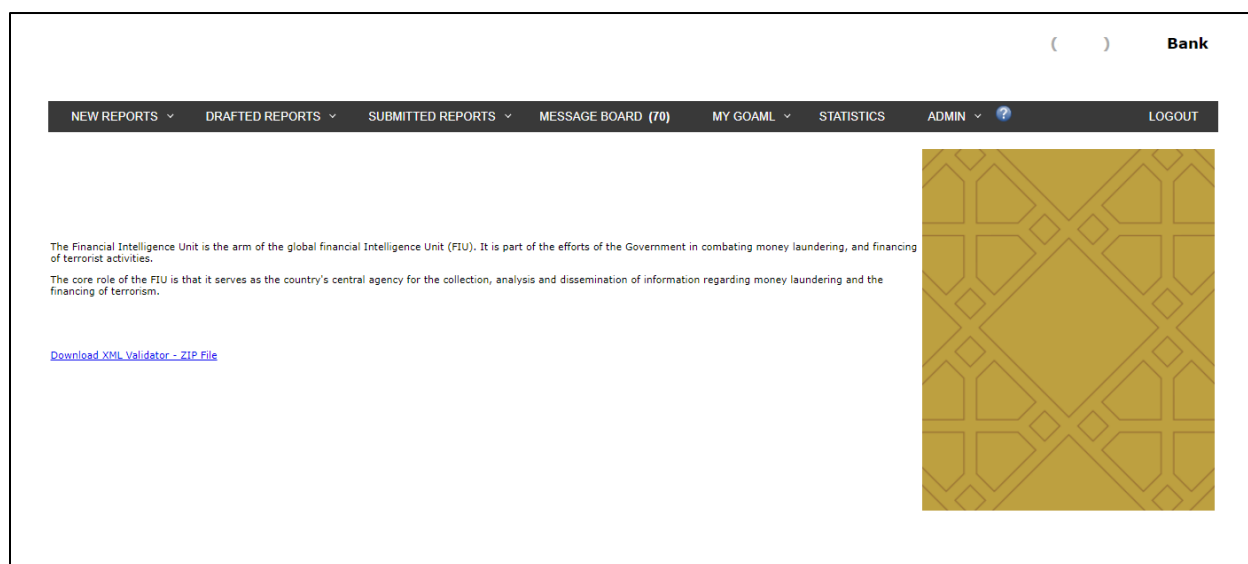 ( ) Bank
NEW REPORTS DRAFTED REPORTS SUBMITTED REPORTS MESSAGE BOARD (70) MY GOAML STATISTICS ADMIN ? LOGOUT
The Financial Intelligence Unit is the arm of the global financial Intelligence Unit (FIU). It is part of the efforts of the Government in combating money laundering, and financing
of terrorist activities.
The core role of the FIU is that it serves as the country's central agency for the collection, analysis and dissemination of information regarding money laundering and the
financing of terrorism.
Download XML Validator - ZIP File